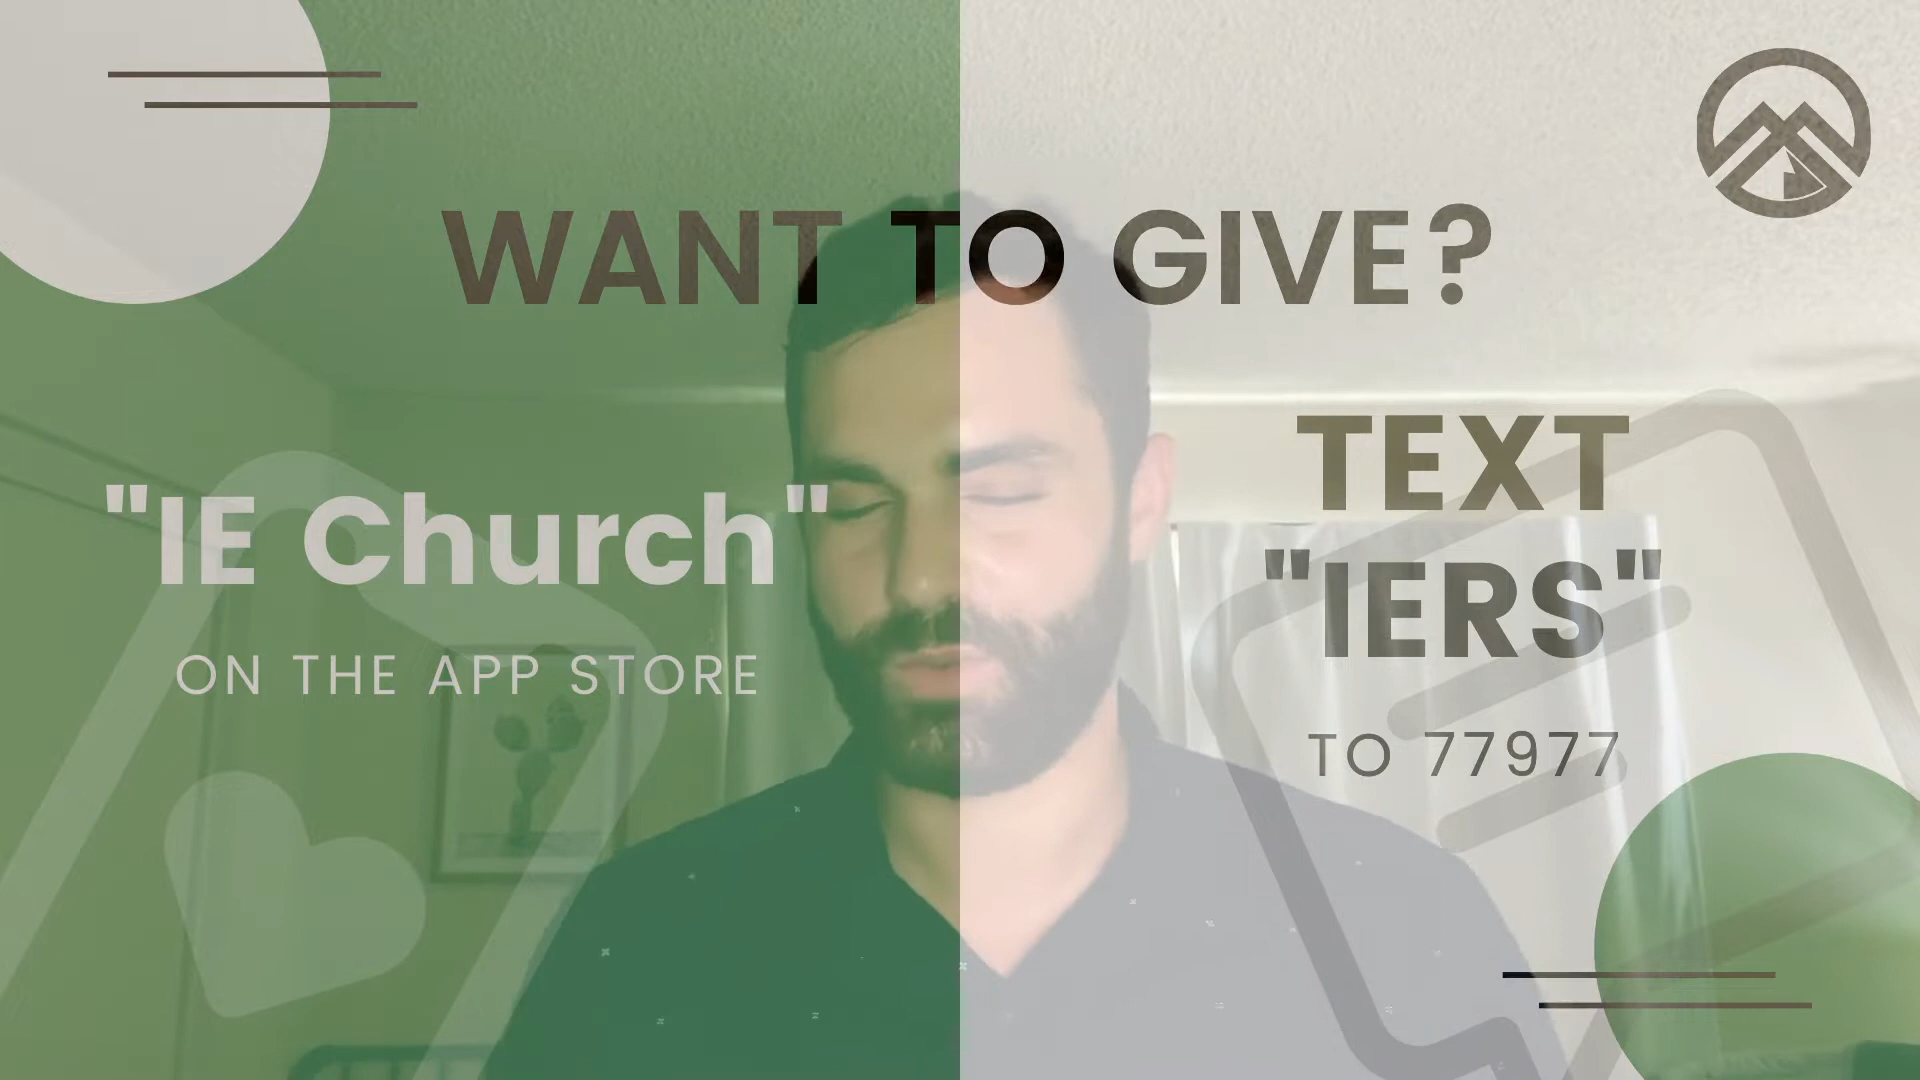 WANT TO GIVE?
"IE Church"
ON THE APP STORE
TEXT
"IERS"
TO 77977